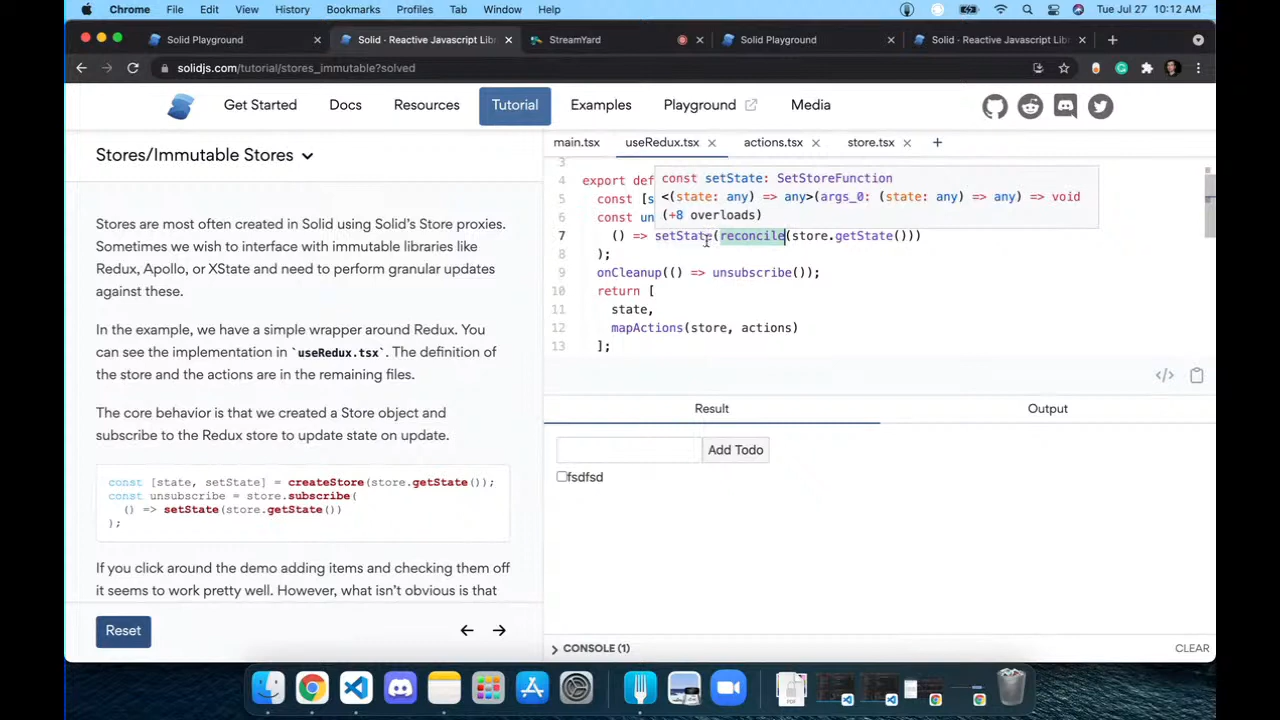 Chrome File Edit View History Bookmarks Profiles Tab Window Help Tue Jul 27 10:12 AM
Solid Playground Solid - Reactive Javascript Lib StreamYard Solid Playground Solid - Reactive Javascript Lib
solidjs.com/tutorial/stores_immutable?solved
Get Started Docs Resources Tutorial Examples Playground Media
Stores/Immutable Stores
Stores are most often created in Solid using Solid's Store proxies.
Sometimes we wish to interface with immutable libraries like
Redux, Apollo, or XState and need to perform granular updates
against these.
In the example, we have a simple wrapper around Redux. You
can see the implementation in `useRedux.tsx`. The definition of
the store and the actions are in the remaining files.
The core behavior is that we created a Store object and
subscribe to the Redux store to update state on update.
const [state, setState] = createStore(store.getState());
const unsubscribe = store.subscribe(
() => setState(store.getState())
);
If you click around the demo adding items and checking them off
it seems to work pretty well. However, what isn't obvious is that
Reset
main.tsx useRedux.tsx actions.tsx store.tsx
3
4 export def
5 const [s
6 const un
const setState: SetStoreFunction
<(state: any) => any>(args_0: (state: any) => any) => void
(+8 overloads)
7 () => setState(reconcile(store.getState()))
8 );
9 onCleanup(() => unsubscribe());
10 return [
11 state,
12 mapActions(store, actions)
13 ];
Result Output
Add Todo
fsdfsd
CONSOLE (1) CLEAR